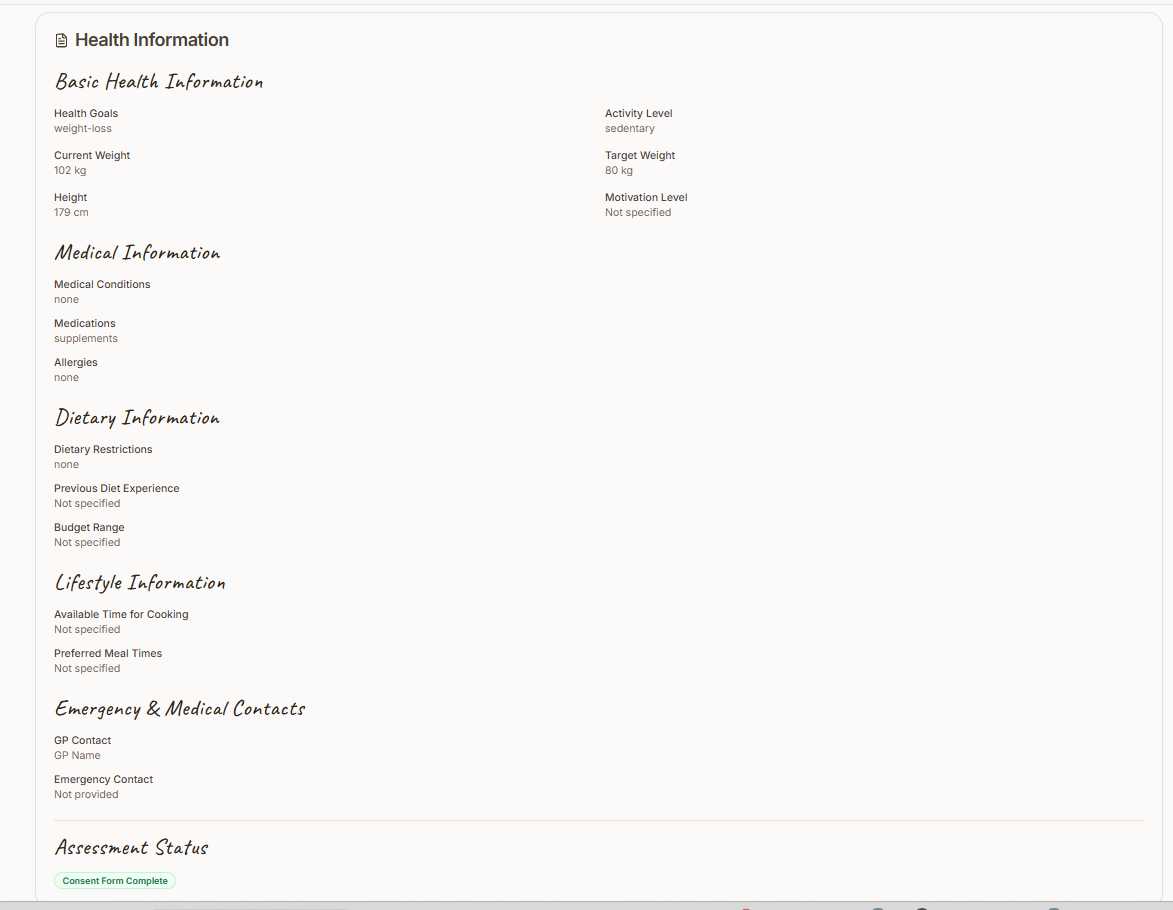 Health Information
Basic Health Information
Health Goals
weight-loss
Activity Level
sedentary
Current Weight
102 kg
Target Weight
80 kg
Height
179 cm
Motivation Level
Not specified
Medical Information
Medical Conditions
none
Medications
supplements
Allergies
none
Dietary Information
Dietary Restrictions
none
Previous Diet Experience
Not specified
Budget Range
Not specified
Lifestyle Information
Available Time for Cooking
Not specified
Preferred Meal Times
Not specified
Emergency & Medical Contacts
GP Contact
GP Name
Emergency Contact
Not provided
Assessment Status
Consent Form Complete